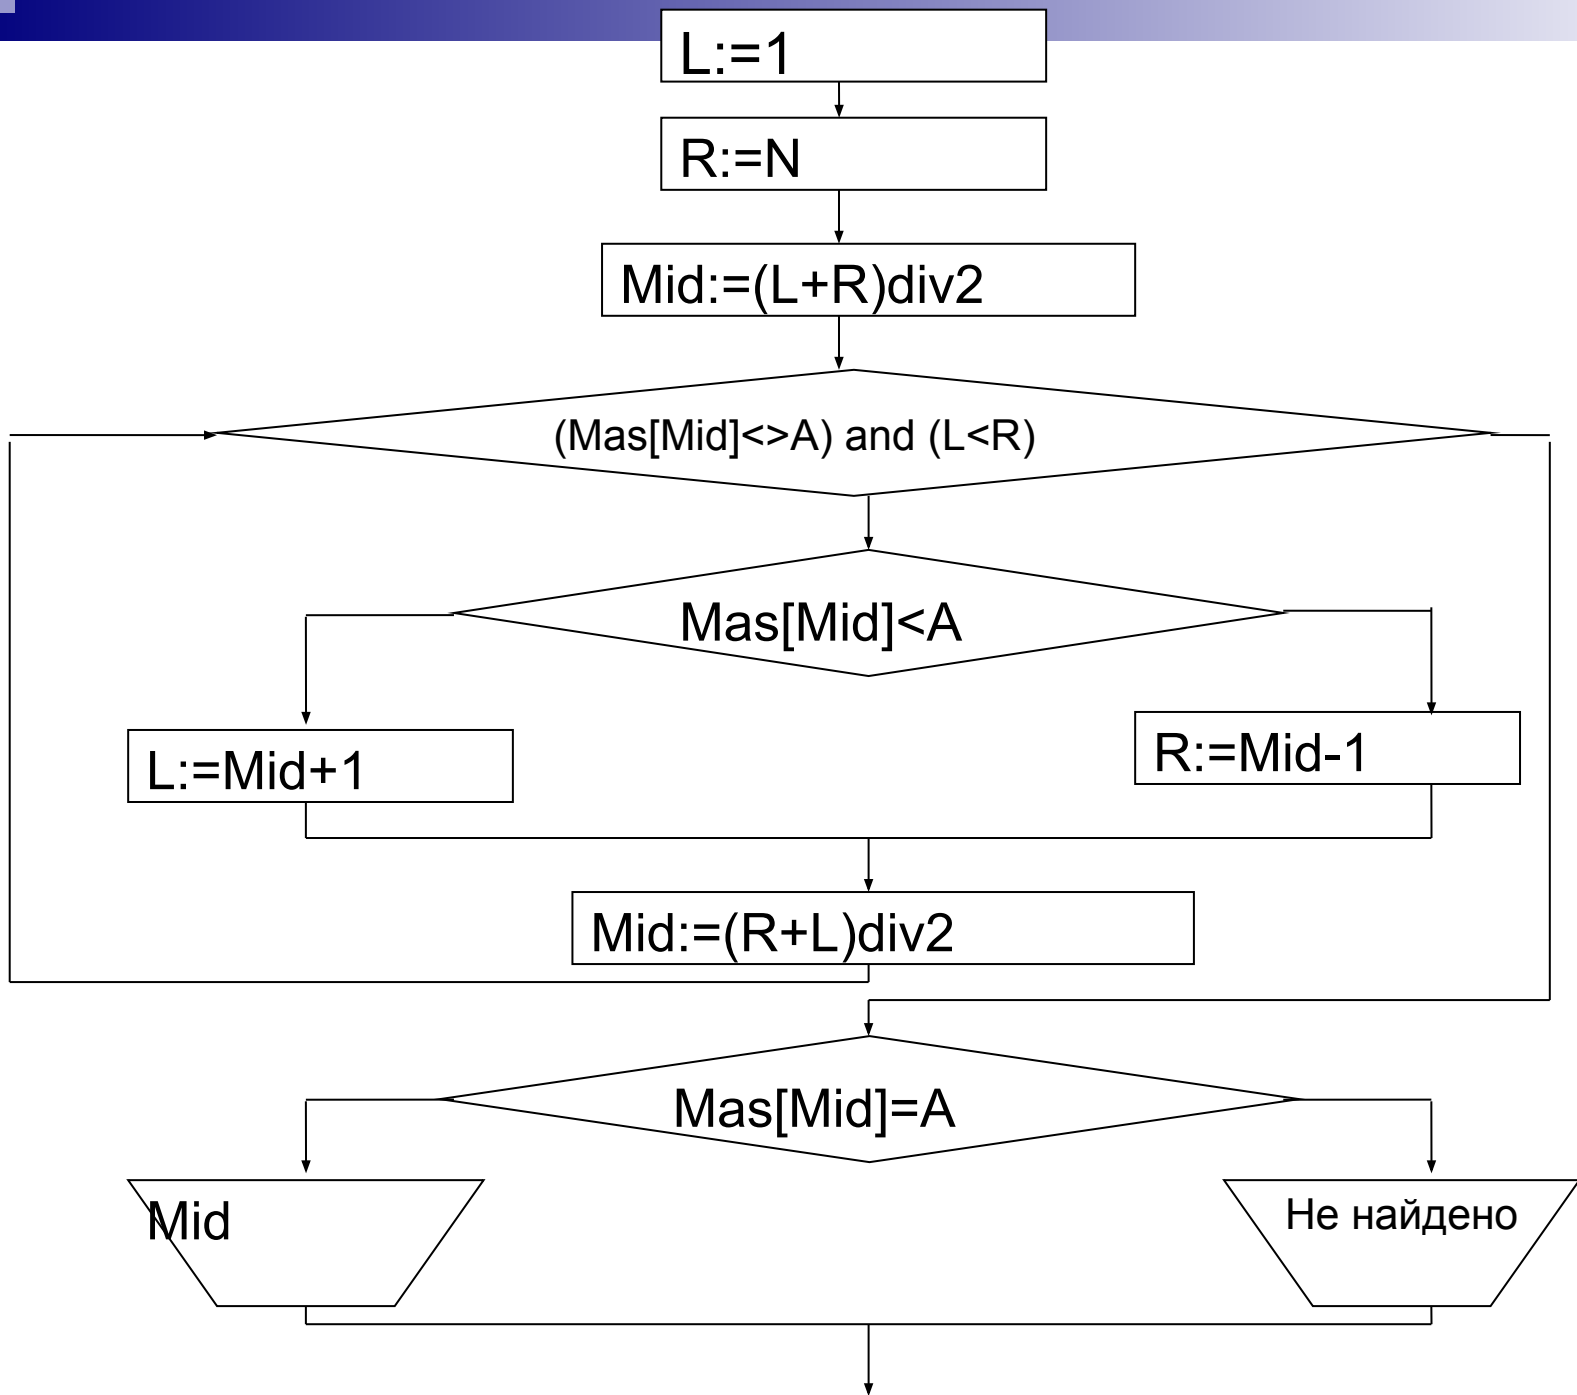 L:=1
R:=N
Mid:=(L+R)div2
(Mas[Mid]<>A) and (L<R)
Mas[Mid]<A
L:=Mid+1
R:=Mid-1
Mid:=(R+L)div2
Mas[Mid]=A
Mid
Не найдено